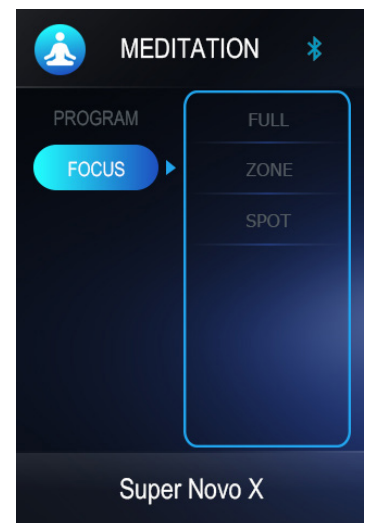 MEDITATION
PROGRAM
FOCUS
FULL
ZONE
SPOT
Super Novo X